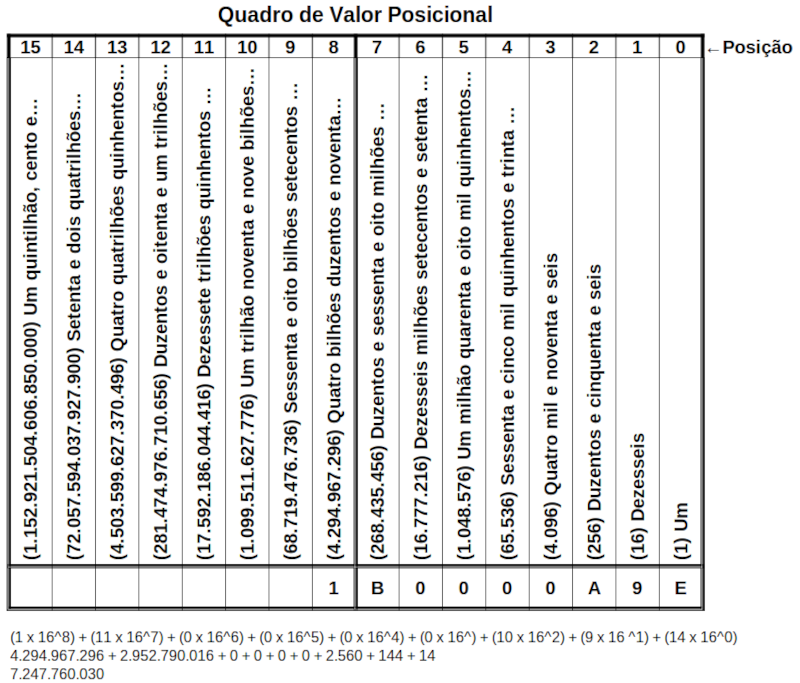 Quadro de Valor Posicional
15 14 13 12 11 10 9 8 7 6 5 4 3 2 1 0 ←Posição
(1.152.921.504.606.850.000) Um quintilhão, cento e...
(72.057.594.037.927.900) Setenta e dois quatrilhões...
(4.503.599.627.370.496) Quatro quatrilhões quinhentos...
(281.474.976.710.656) Duzentos e oitenta e um trilhões...
(17.592.186.044.416) Dezessete trilhões quinhentos ...
(1.099.511.627.776) Um trilhão noventa e nove bilhões...
(68.719.476.736) Sessenta e oito bilhões setecentos ...
(4.294.967.296) Quatro bilhões duzentos e noventa...
(268.435.456) Duzentos e sessenta e oito milhões ...
(16.777.216) Dezesseis milhões setecentos e setenta ...
(1.048.576) Um milhão quarenta e oito mil quinhentos...
(65.536) Sessenta e cinco mil quinhentos e trinta ...
(4.096) Quatro mil e noventa e seis
(256) Duzentos e cinquenta e seis
(16) Dezesseis
(1) Um
1 B 0 0 0 0 A 9 E
(1 x 16^8) + (11 x 16^7) + (0 x 16^6) + (0 x 16^5) + (0 x 16^4) + (0 x 16^) + (10 x 16^2) + (9 x 16 ^1) + (14 x 16^0)
4.294.967.296 + 2.952.790.016 + 0 + 0 + 0 + 0 + 2.560 + 144 + 14
7.247.760.030